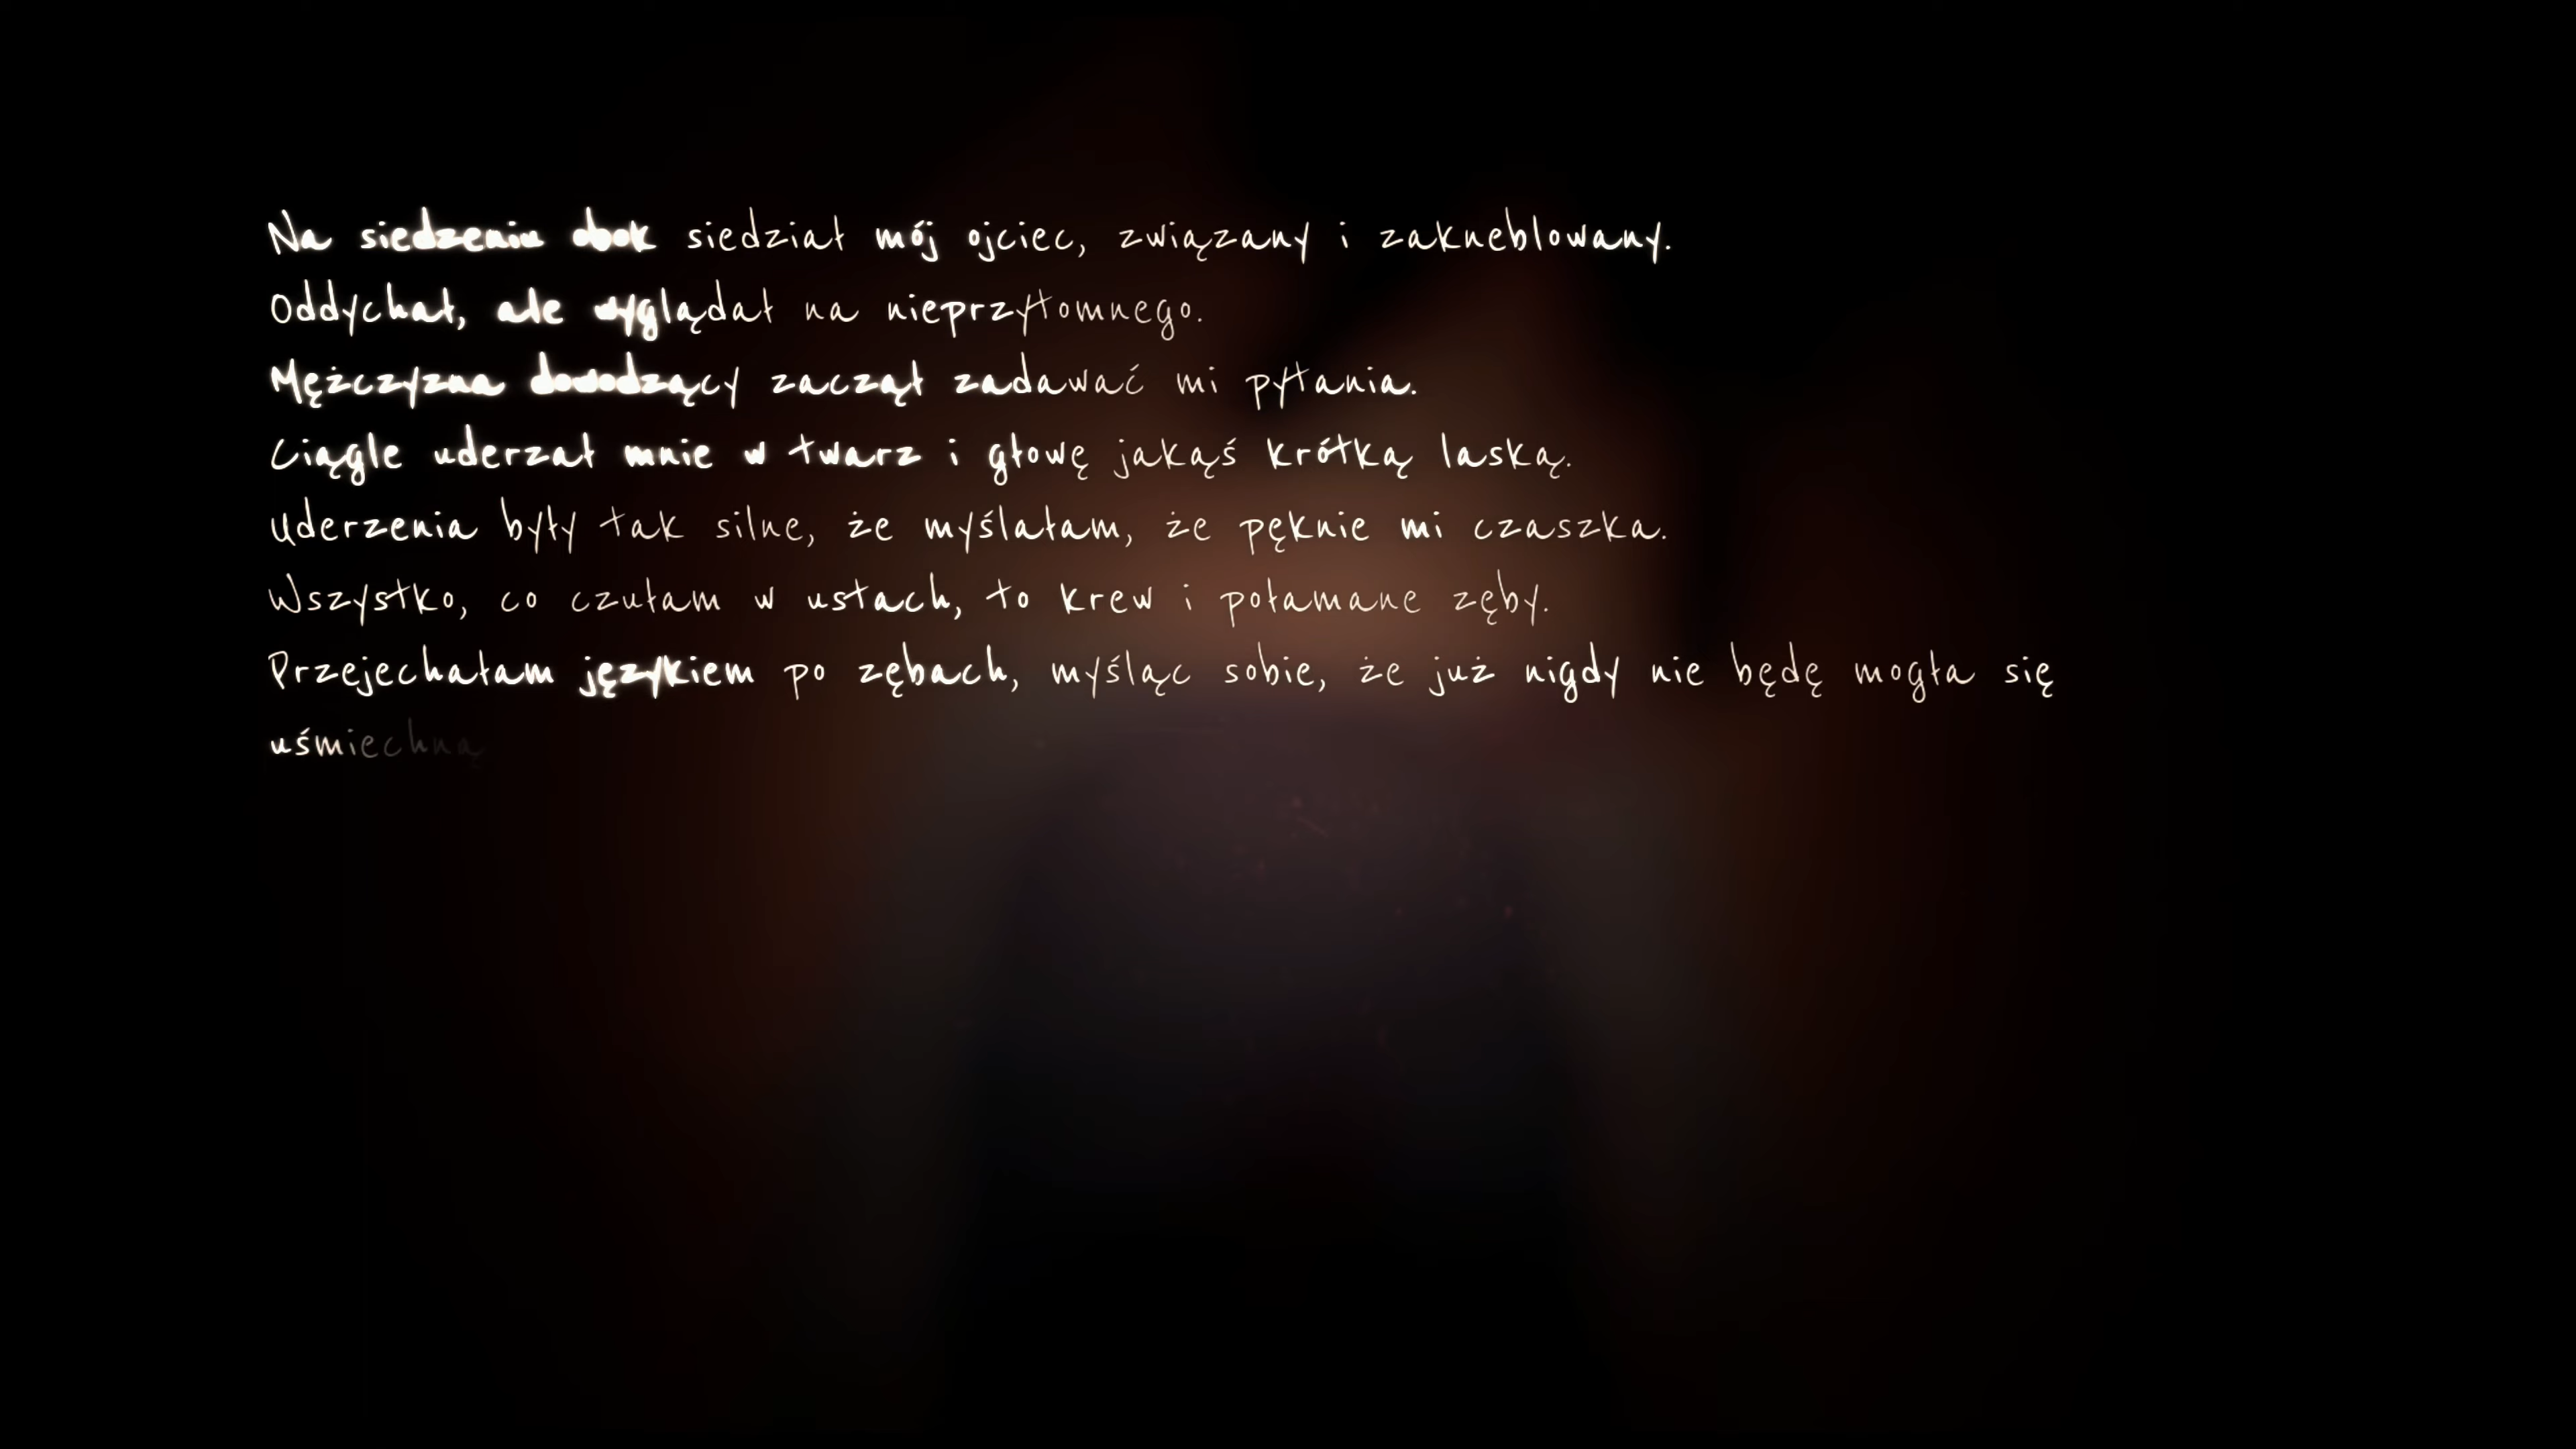 Na siedzeniu obok siedział mój ojciec, związany i zakneblowany.
Oddychał, ale wyglądał na nieprzytomnego.
Mężczyzna dowodzący zaczął zadawać mi pytania.
Ciągle uderzał mnie w twarz i głowę jakąś krótką laską.
Uderzenia były tak silne, że myślałam, że pęknie mi czaszka.
Wszystko, co czułam w ustach, to krew i połamane zęby.
Przejechałam językiem po zębach, myśląc sobie, że już nigdy nie będę mogła się
uśmiechną